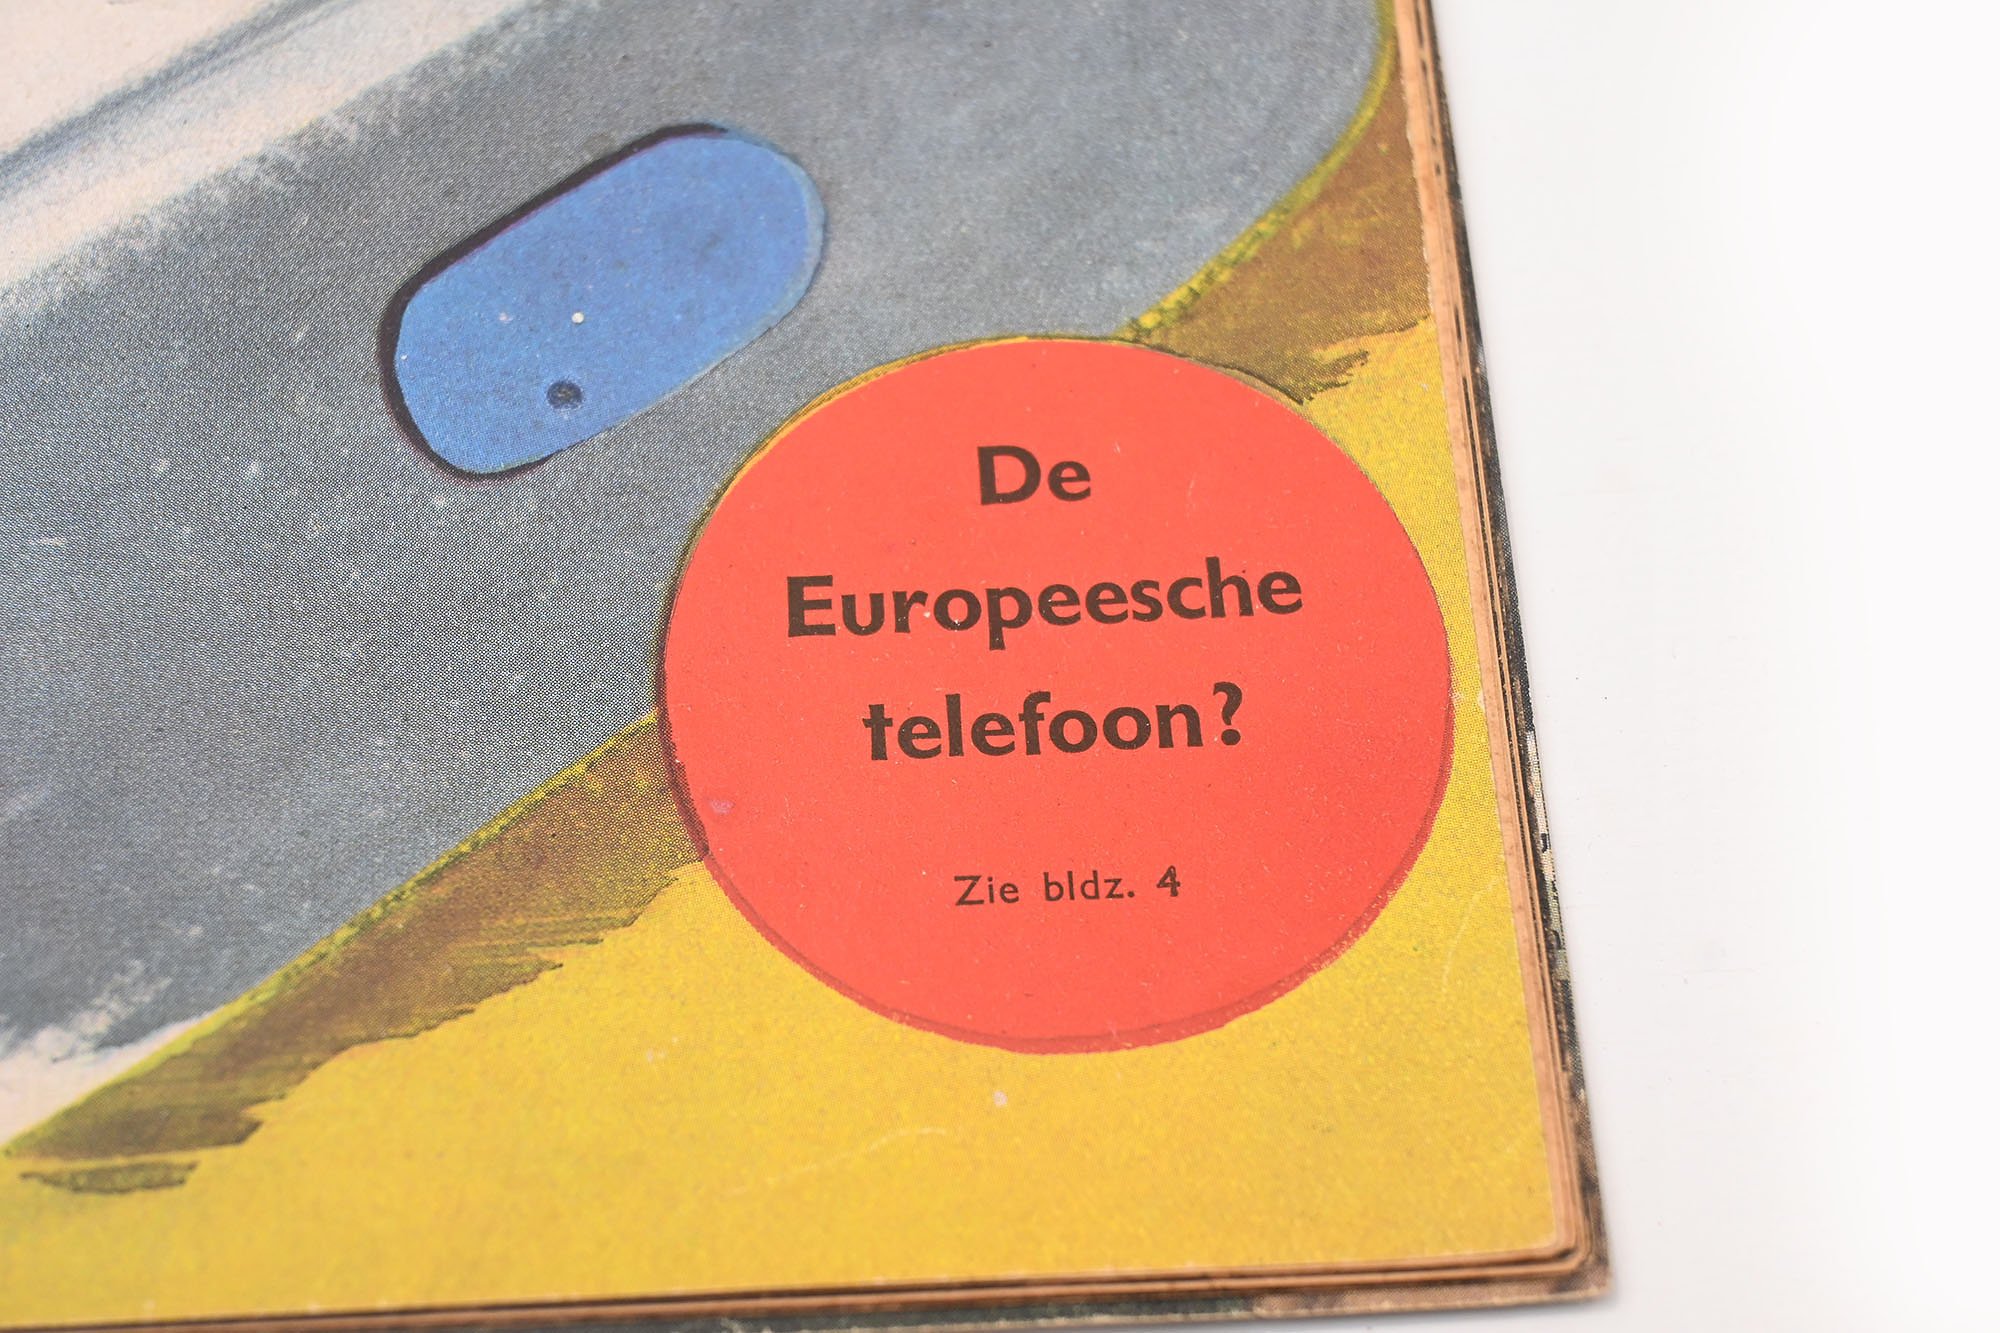 De
Europeesche
telefoon?
Zie bldz. 4